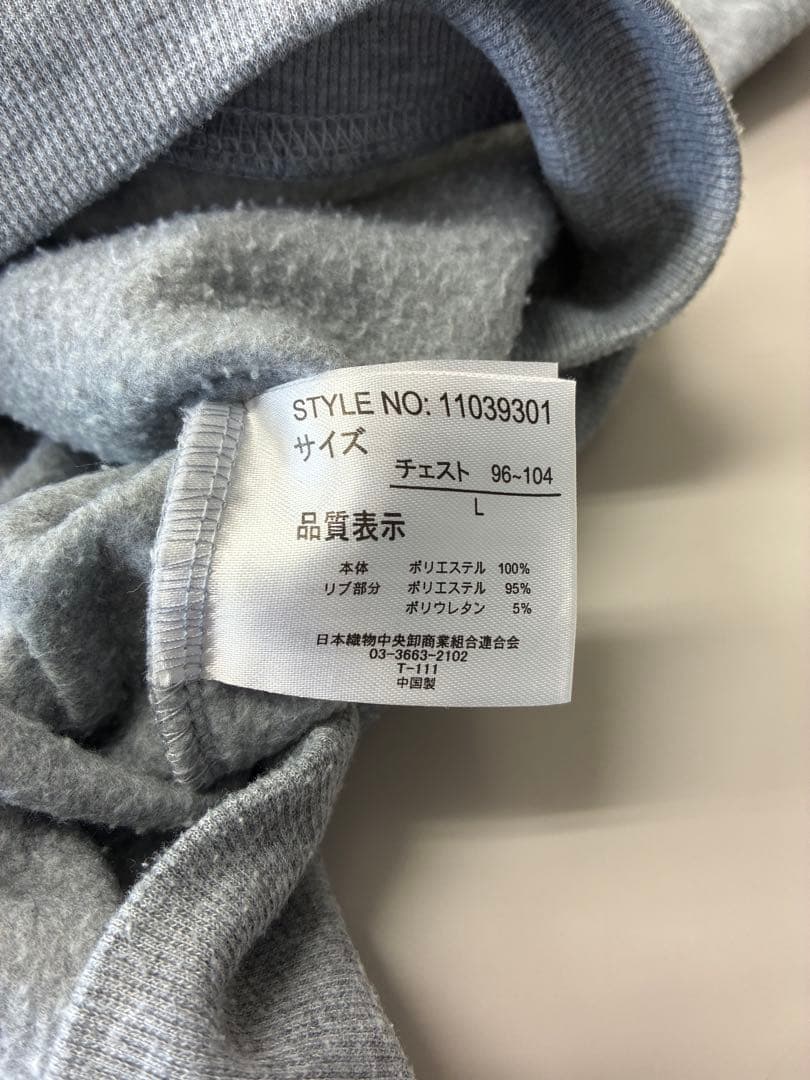 STYLE NO: 11039301
サイズ
チェスト 96~104
L
品質表示
本体 ポリエステル 100%
リブ部分 ポリエステル 95%
ポリウレタン 5%
日本織物中央卸商業組合連合会
03-3663-2102
T-111
中国製